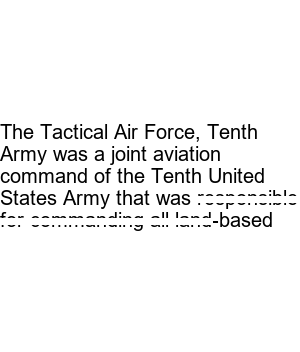 The Tactical Air Force, Tenth
Army was a joint aviation
command of the Tenth United
States Army that was responsible
for commanding all land-based